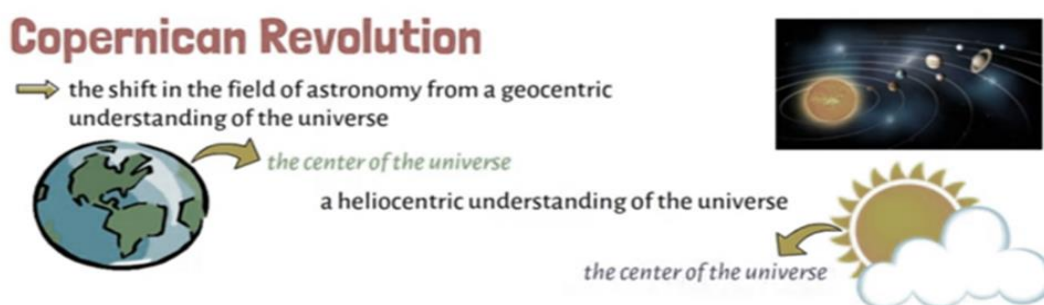 Copernican Revolution
the shift in the field of astronomy from a geocentric
understanding of the universe
the center of the universe
a heliocentric understanding of the universe
the center of the universe